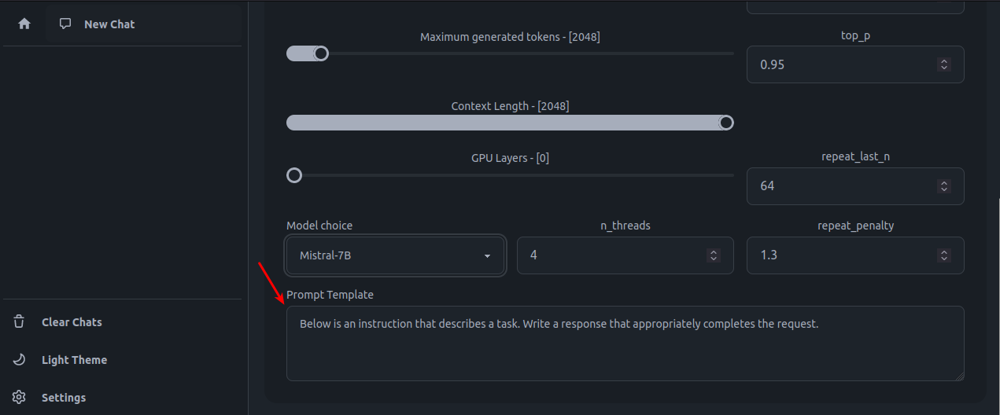 New Chat
Clear Chats
Light Theme
Settings
Maximum generated tokens - [2048]
top_p
0.95
Context Length - [2048]
GPU Layers - [0]
repeat_last_n
64
Model choice
n_threads
repeat_penalty
Mistral-7B
4
1.3
Prompt Template
Below is an instruction that describes a task. Write a response that appropriately completes the request.